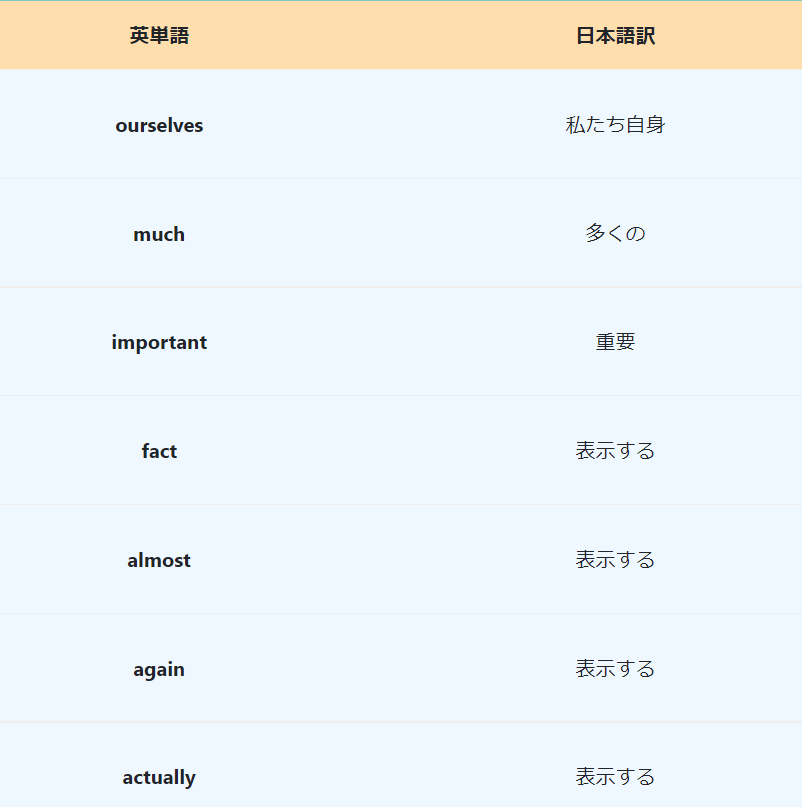 英単語 日本語訳
ourselves 私たち自身
much 多くの
important 重要
fact 表示する
almost 表示する
again 表示する
actually 表示する